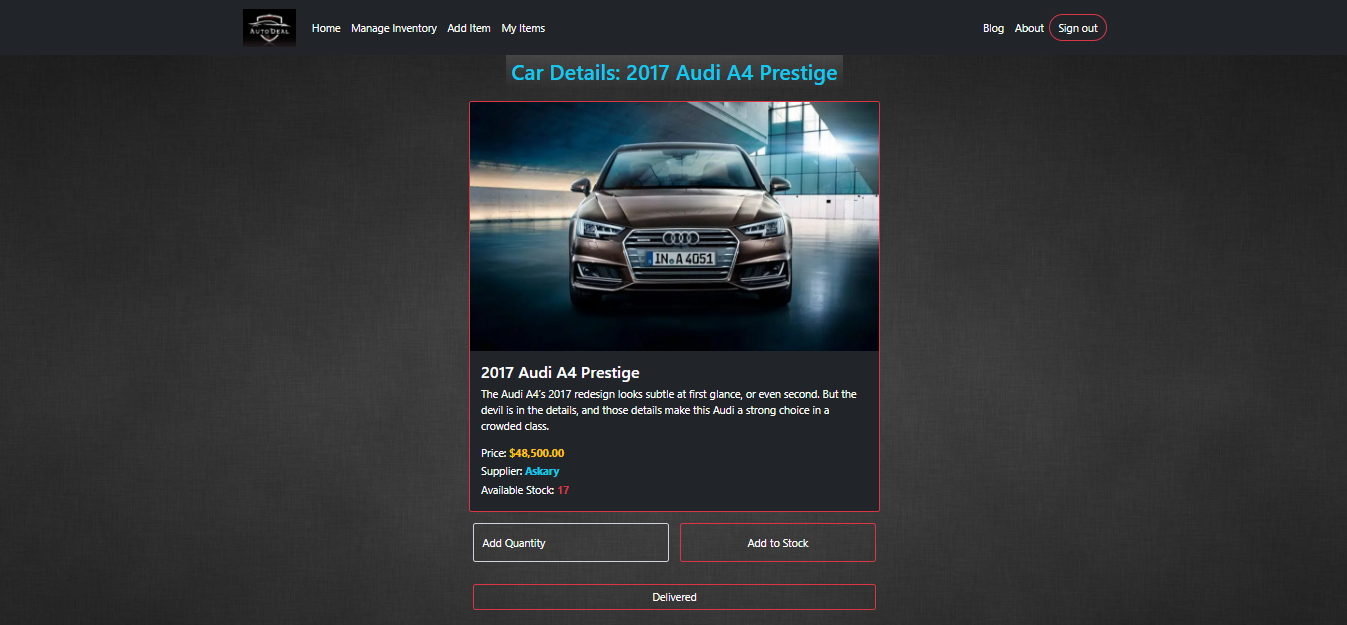 AUTO DEAL
Home Manage Inventory Add Item My Items Blog About Sign out
Car Details: 2017 Audi A4 Prestige
IN A 4051
2017 Audi A4 Prestige
The Audi A4's 2017 redesign looks subtle at first glance, or even second. But the
devil is in the details, and those details make this Audi a strong choice in a
crowded class.
Price: $48,500.00
Supplier: Askary
Available Stock: 17
Add Quantity Add to Stock
Delivered